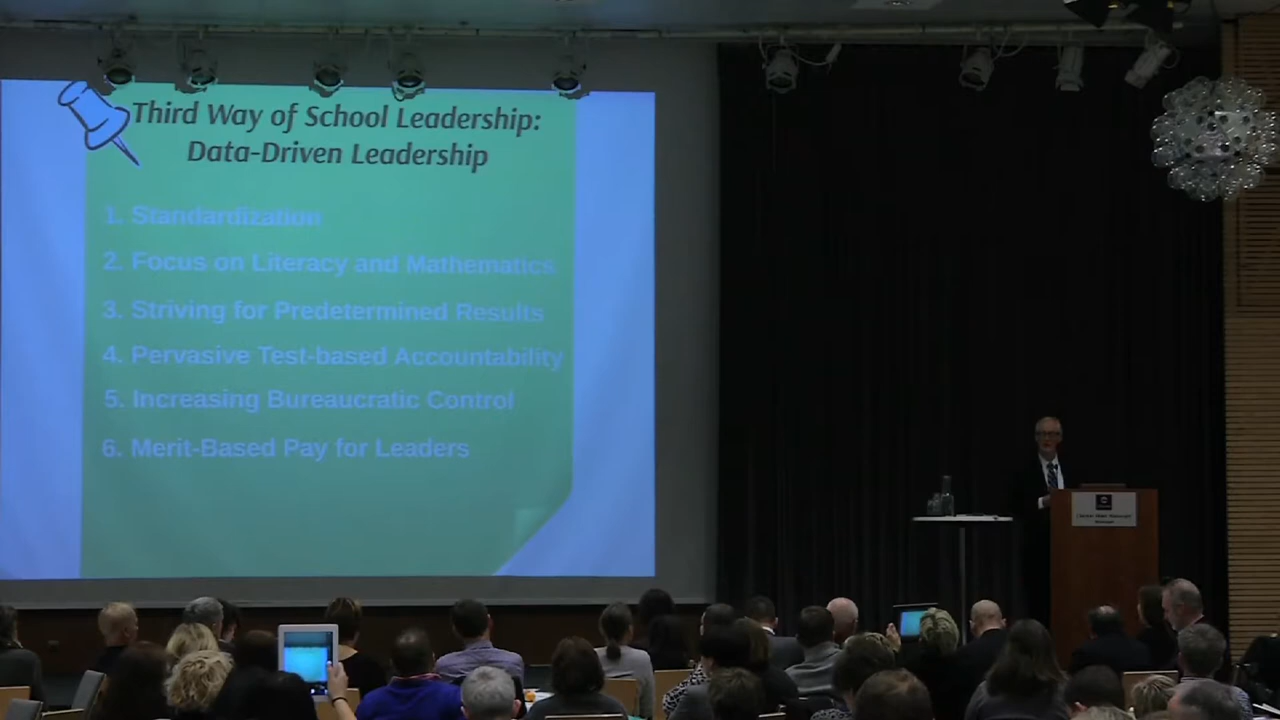 Third Way of School Leadership:
Data-Driven Leadership
1. Standardization
2. Focus on Literacy and Mathematics
3. Striving for Predetermined Results
4. Pervasive Test-based Accountability
5. Increasing Bureaucratic Control
6. Merit-Based Pay for Leaders